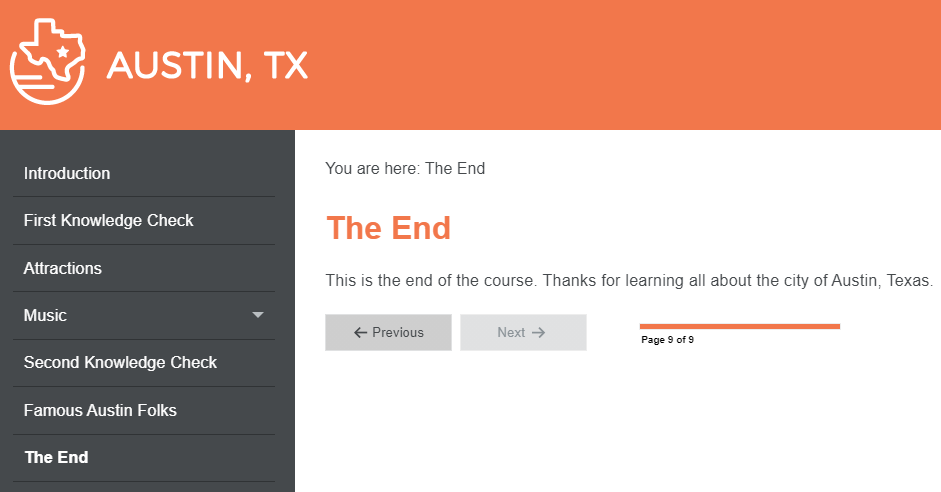 AUSTIN, TX
Introduction
First Knowledge Check
Attractions
Music
Second Knowledge Check
Famous Austin Folks
The End
You are here: The End
The End
This is the end of the course. Thanks for learning all about the city of Austin, Texas.
← Previous
Next →
Page 9 of 9